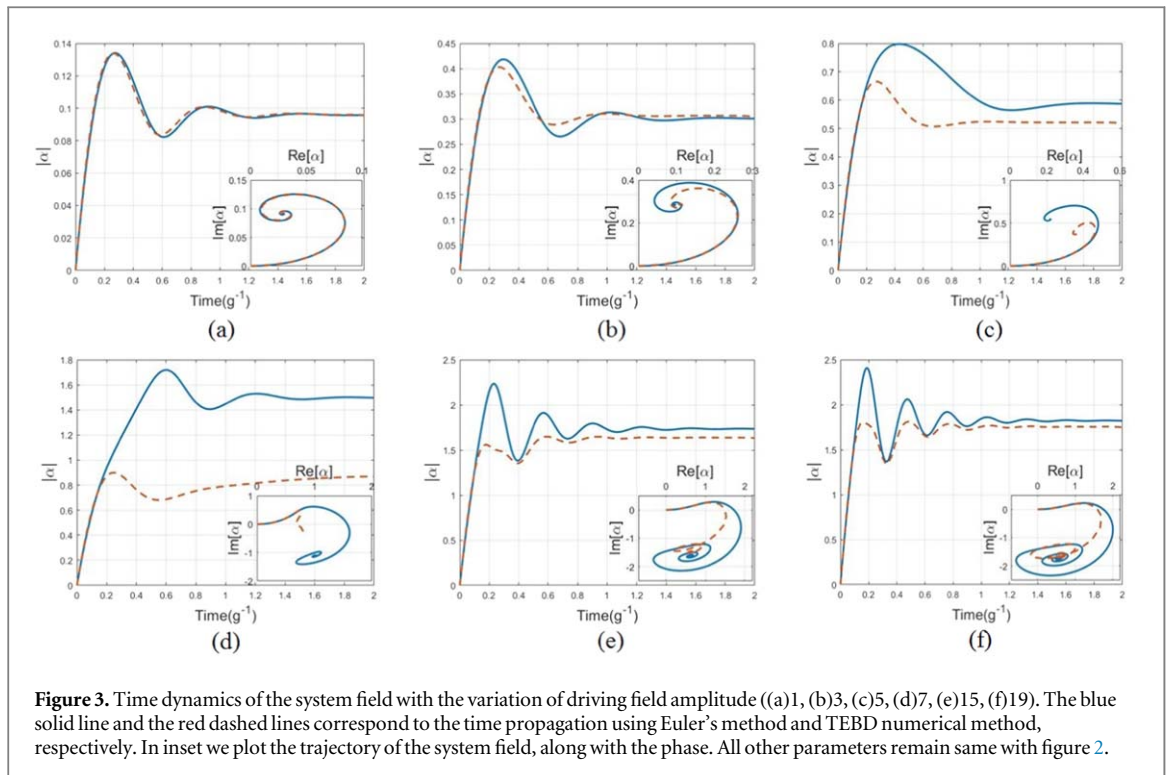 0.14
0.12
0.1
0.08
0.06
0.04
0.02
0
|α|
0 0.2 0.4 0.6 0.8 1 1.2 1.4 1.6 1.8 2
Time(g⁻¹)
Re[α]
0 0.05 0.1
0.15
0.1
0.05
0
Im[α]
(a)
0.45
0.4
0.35
0.3
0.25
0.2
0.15
0.1
0.05
0
|α|
0 0.2 0.4 0.6 0.8 1 1.2 1.4 1.6 1.8 2
Time(g⁻¹)
Re[α]
0 0.1 0.2 0.3
0.4
0.2
0
Im[α]
(b)
0.8
0.7
0.6
0.5
0.4
0.3
0.2
0.1
0
|α|
0 0.2 0.4 0.6 0.8 1 1.2 1.4 1.6 1.8 2
Time(g⁻¹)
Re[α]
0 0.2 0.4 0.6
1
0.5
0
Im[α]
(c)
1.8
1.6
1.4
1.2
1
0.8
0.6
0.4
0.2
0
|α|
0 0.2 0.4 0.6 0.8 1 1.2 1.4 1.6 1.8 2
Time(g⁻¹)
Re[α]
0 1 2
1
0
-1
-2
Im[α]
(d)
2.5
2
1.5
1
0.5
0
|α|
0 0.2 0.4 0.6 0.8 1 1.2 1.4 1.6 1.8 2
Time(g⁻¹)
Re[α]
0 1 2
0
-1
-2
Im[α]
(e)
2.5
2
1.5
1
0.5
0
|α|
0 0.2 0.4 0.6 0.8 1 1.2 1.4 1.6 1.8 2
Time(g⁻¹)
Re[α]
0 1 2
0
-1
-2
Im[α]
(f)
Figure 3. Time dynamics of the system field with the variation of driving field amplitude ((a)1, (b)3, (c)5, (d)7, (e)15, (f)19). The blue
solid line and the red dashed lines correspond to the time propagation using Euler's method and TEBD numerical method,
respectively. In inset we plot the trajectory of the system field, along with the phase. All other parameters remain same with figure 2.